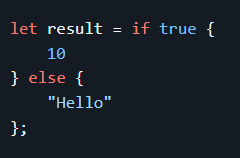 let result = if true {
    10
} else {
    "Hello"
};